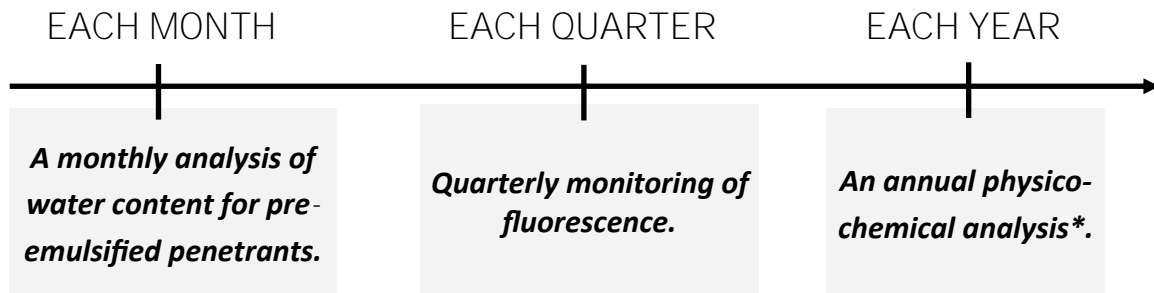 EACH MONTH
EACH QUARTER
EACH YEAR
A monthly analysis of
water content for pre-
emulsified penetrants.
Quarterly monitoring of
fluorescence.
An annual physico-
chemical analysis*.